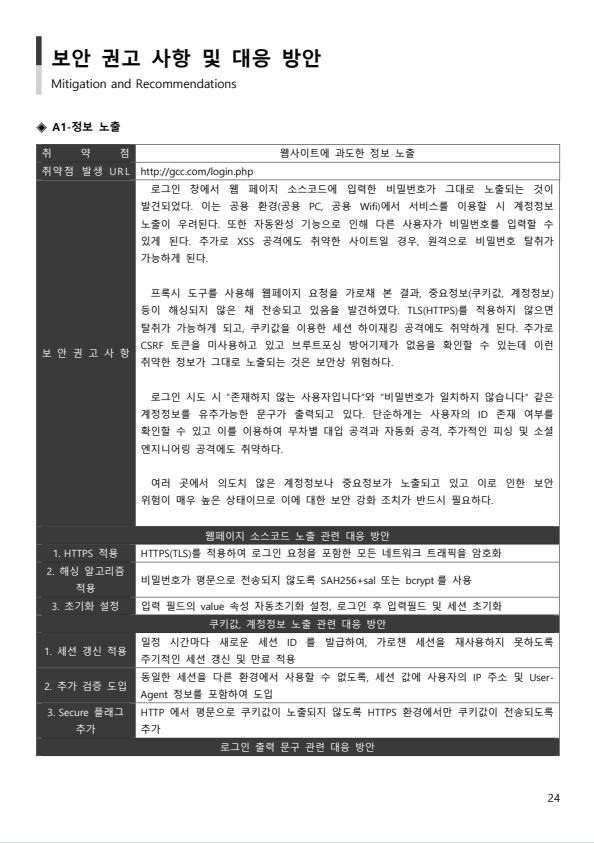 보안 권고 사항 및 대응 방안
Mitigation and Recommendations
◈ A1-정보 노출
취 약 점 웹사이트에 과도한 정보 노출
취약점 발생 URL http://gcc.com/login.php
보 안 권 고 사 항
로그인 창에서 웹 페이지 소스코드에 입력한 비밀번호가 그대로 노출되는 것이
발견되었다. 이는 공용 환경(공용 PC, 공용 Wifi)에서 서비스를 이용할 시 계정정보
노출이 우려된다. 또한 자동완성 기능으로 인해 다른 사용자가 비밀번호를 입력할 수
있게 된다. 추가로 XSS 공격에도 취약한 사이트일 경우, 원격으로 비밀번호 탈취가
가능하게 된다.
프록시 도구를 사용해 웹페이지 요청을 가로채 본 결과, 중요정보(쿠키값, 계정정보)
등이 해싱되지 않은 채 전송되고 있음을 발견하였다. TLS(HTTPS)를 적용하지 않으면
탈취가 가능하게 되고, 쿠키값을 이용한 세션 하이재킹 공격에도 취약하게 된다. 추가로
CSRF 토큰을 미사용하고 있고 브루트포싱 방어기제가 없음을 확인할 수 있는데 이런
취약한 정보가 그대로 노출되는 것은 보안상 위험하다.
로그인 시도 시 “존재하지 않는 사용자입니다”와 “비밀번호가 일치하지 않습니다“ 같은
계정정보를 유추가능한 문구가 출력되고 있다. 단순하게는 사용자의 ID 존재 여부를
확인할 수 있고 이를 이용하여 무차별 대입 공격과 자동화 공격, 추가적인 피싱 및 소셜
엔지니어링 공격에도 취약하다.
여러 곳에서 의도치 않은 계정정보나 중요정보가 노출되고 있고 이로 인한 보안
위험이 매우 높은 상태이므로 이에 대한 보안 강화 조치가 반드시 필요하다.
웹페이지 소스코드 노출 관련 대응 방안
1. HTTPS 적용 HTTPS(TLS)를 적용하여 로그인 요청을 포함한 모든 네트워크 트래픽을 암호화
2. 해싱 알고리즘
적용
비밀번호가 평문으로 전송되지 않도록 SAH256+sal 또는 bcrypt 를 사용
3. 초기화 설정 입력 필드의 value 속성 자동초기화 설정, 로그인 후 입력필드 및 세션 초기화
쿠키값, 계정정보 노출 관련 대응 방안
1. 세션 갱신 적용
일정 시간마다 새로운 세션 ID 를 발급하여, 가로챈 세션을 재사용하지 못하도록
주기적인 세션 갱신 및 만료 적용
2. 추가 검증 도입
동일한 세션을 다른 환경에서 사용할 수 없도록, 세션 값에 사용자의 IP 주소 및 User-
Agent 정보를 포함하여 도입
3. Secure 플래그
추가
HTTP 에서 평문으로 쿠키값이 노출되지 않도록 HTTPS 환경에서만 쿠키값이 전송되도록
추가
로그인 출력 문구 관련 대응 방안
24